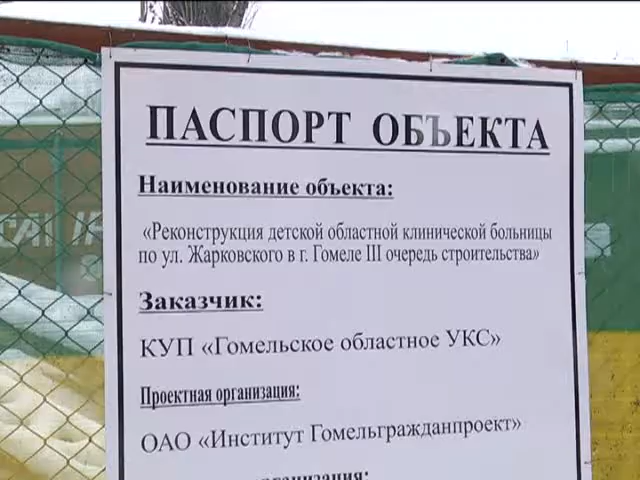 ПАСПОРТ ОБЪЕКТА
Наименование объекта:
«Реконструкция детской областной клинической больницы
по ул. Жарковского в г. Гомеле III очередь строительства»
Заказчик:
КУП «Гомельское областное УКС»
Проектная организация:
ОАО «Институт Гомельгражданпроект»
организация: